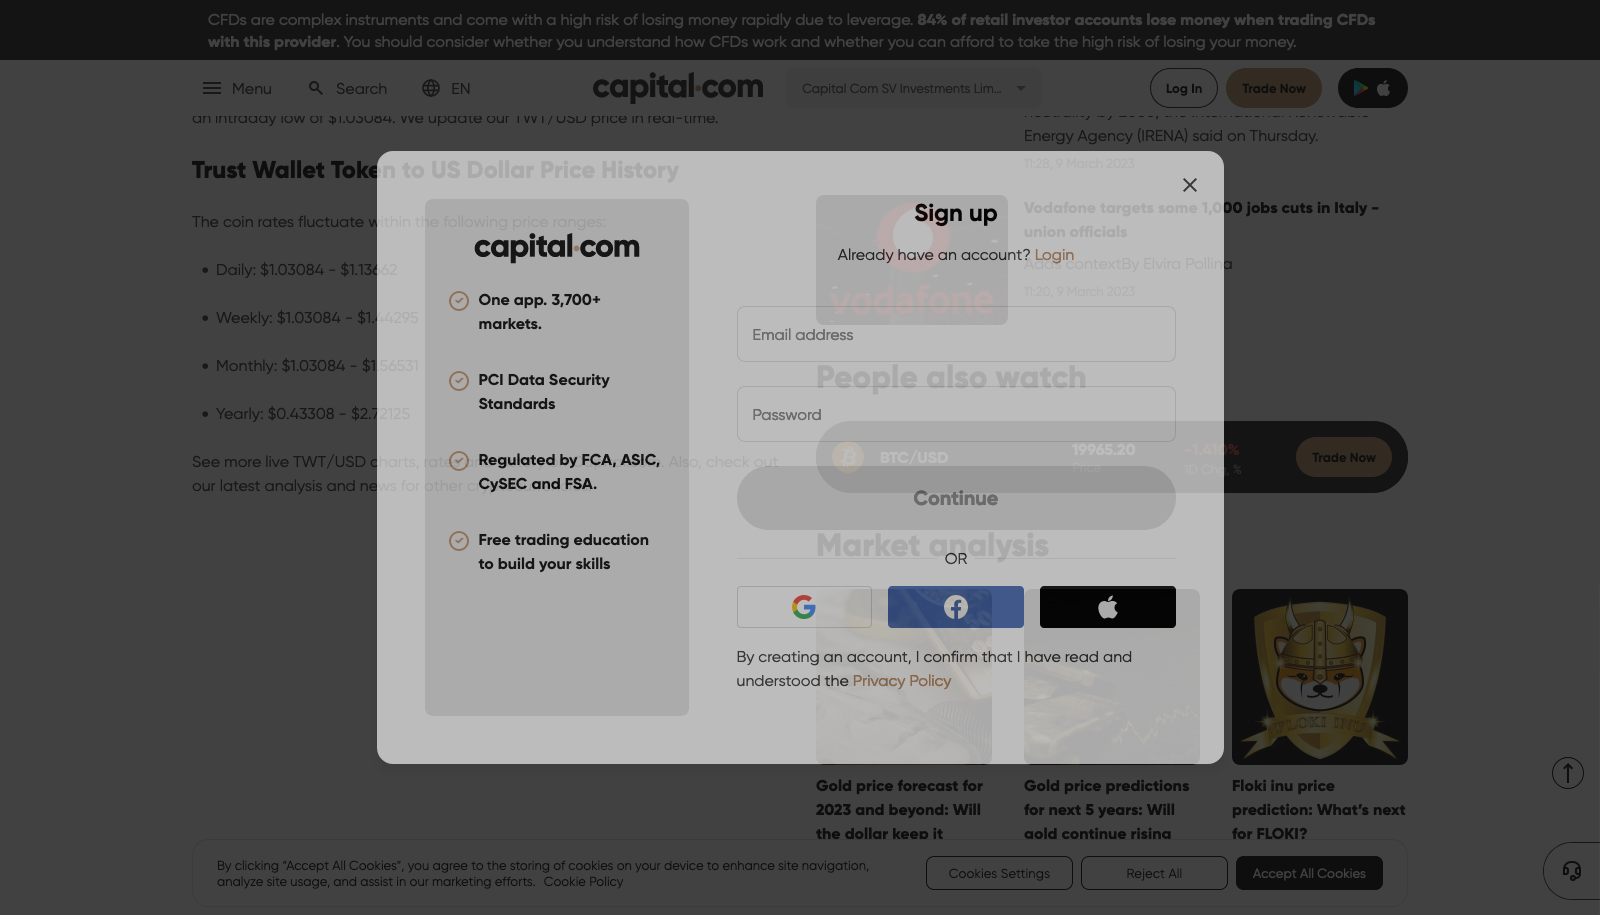 CFDs are complex instruments and come with a high risk of losing money rapidly due to leverage. 84% of retail investor accounts lose money when trading CFDs
with this provider. You should consider whether you understand how CFDs work and whether you can afford to take the high risk of losing your money.
Menu
Search
EN
capital.com
Capital Com SV Investments Lim...
Log In
Trade Now
an intraday low of $1.03084. We update our TWT/USD price in real-time.
Trust Wallet Token to US Dollar Price History
The coin rates fluctuate within the following price ranges:
Daily: $1.03084 - $1.13662
Weekly: $1.03084 - $1.44295
Monthly: $1.03084 - $1.56531
Yearly: $0.43308 - $2.72125
See more live TWT/USD charts, Also, check out
our latest analysis and news for other
Energy Agency (IRENA) said on Thursday.
11:28, 9 March 2023
Vodafone targets some 1,000 jobs cuts in Italy -
union officials
Adds contextBy Elvira Pollina
11:20, 9 March 2023
vodafone
People also watch
BTC/USD
19965.20
Price
-1.410%
1D Chg, %
Trade Now
Market analysis
Gold price forecast for
2023 and beyond: Will
the dollar keep it
Gold price predictions
for next 5 years: Will
gold continue rising
FLOKI INU
Floki inu price
prediction: What's next
for FLOKI?
capital.com
One app. 3,700+
markets.
PCI Data Security
Standards
Regulated by FCA, ASIC,
CySEC and FSA.
Free trading education
to build your skills
Sign up
Already have an account? Login
Email address
Password
Continue
OR
By creating an account, I confirm that I have read and
understood the Privacy Policy
By clicking "Accept All Cookies", you agree to the storing of cookies on your device to enhance site navigation,
analyze site usage, and assist in our marketing efforts. Cookie Policy
Cookies Settings
Reject All
Accept All Cookies